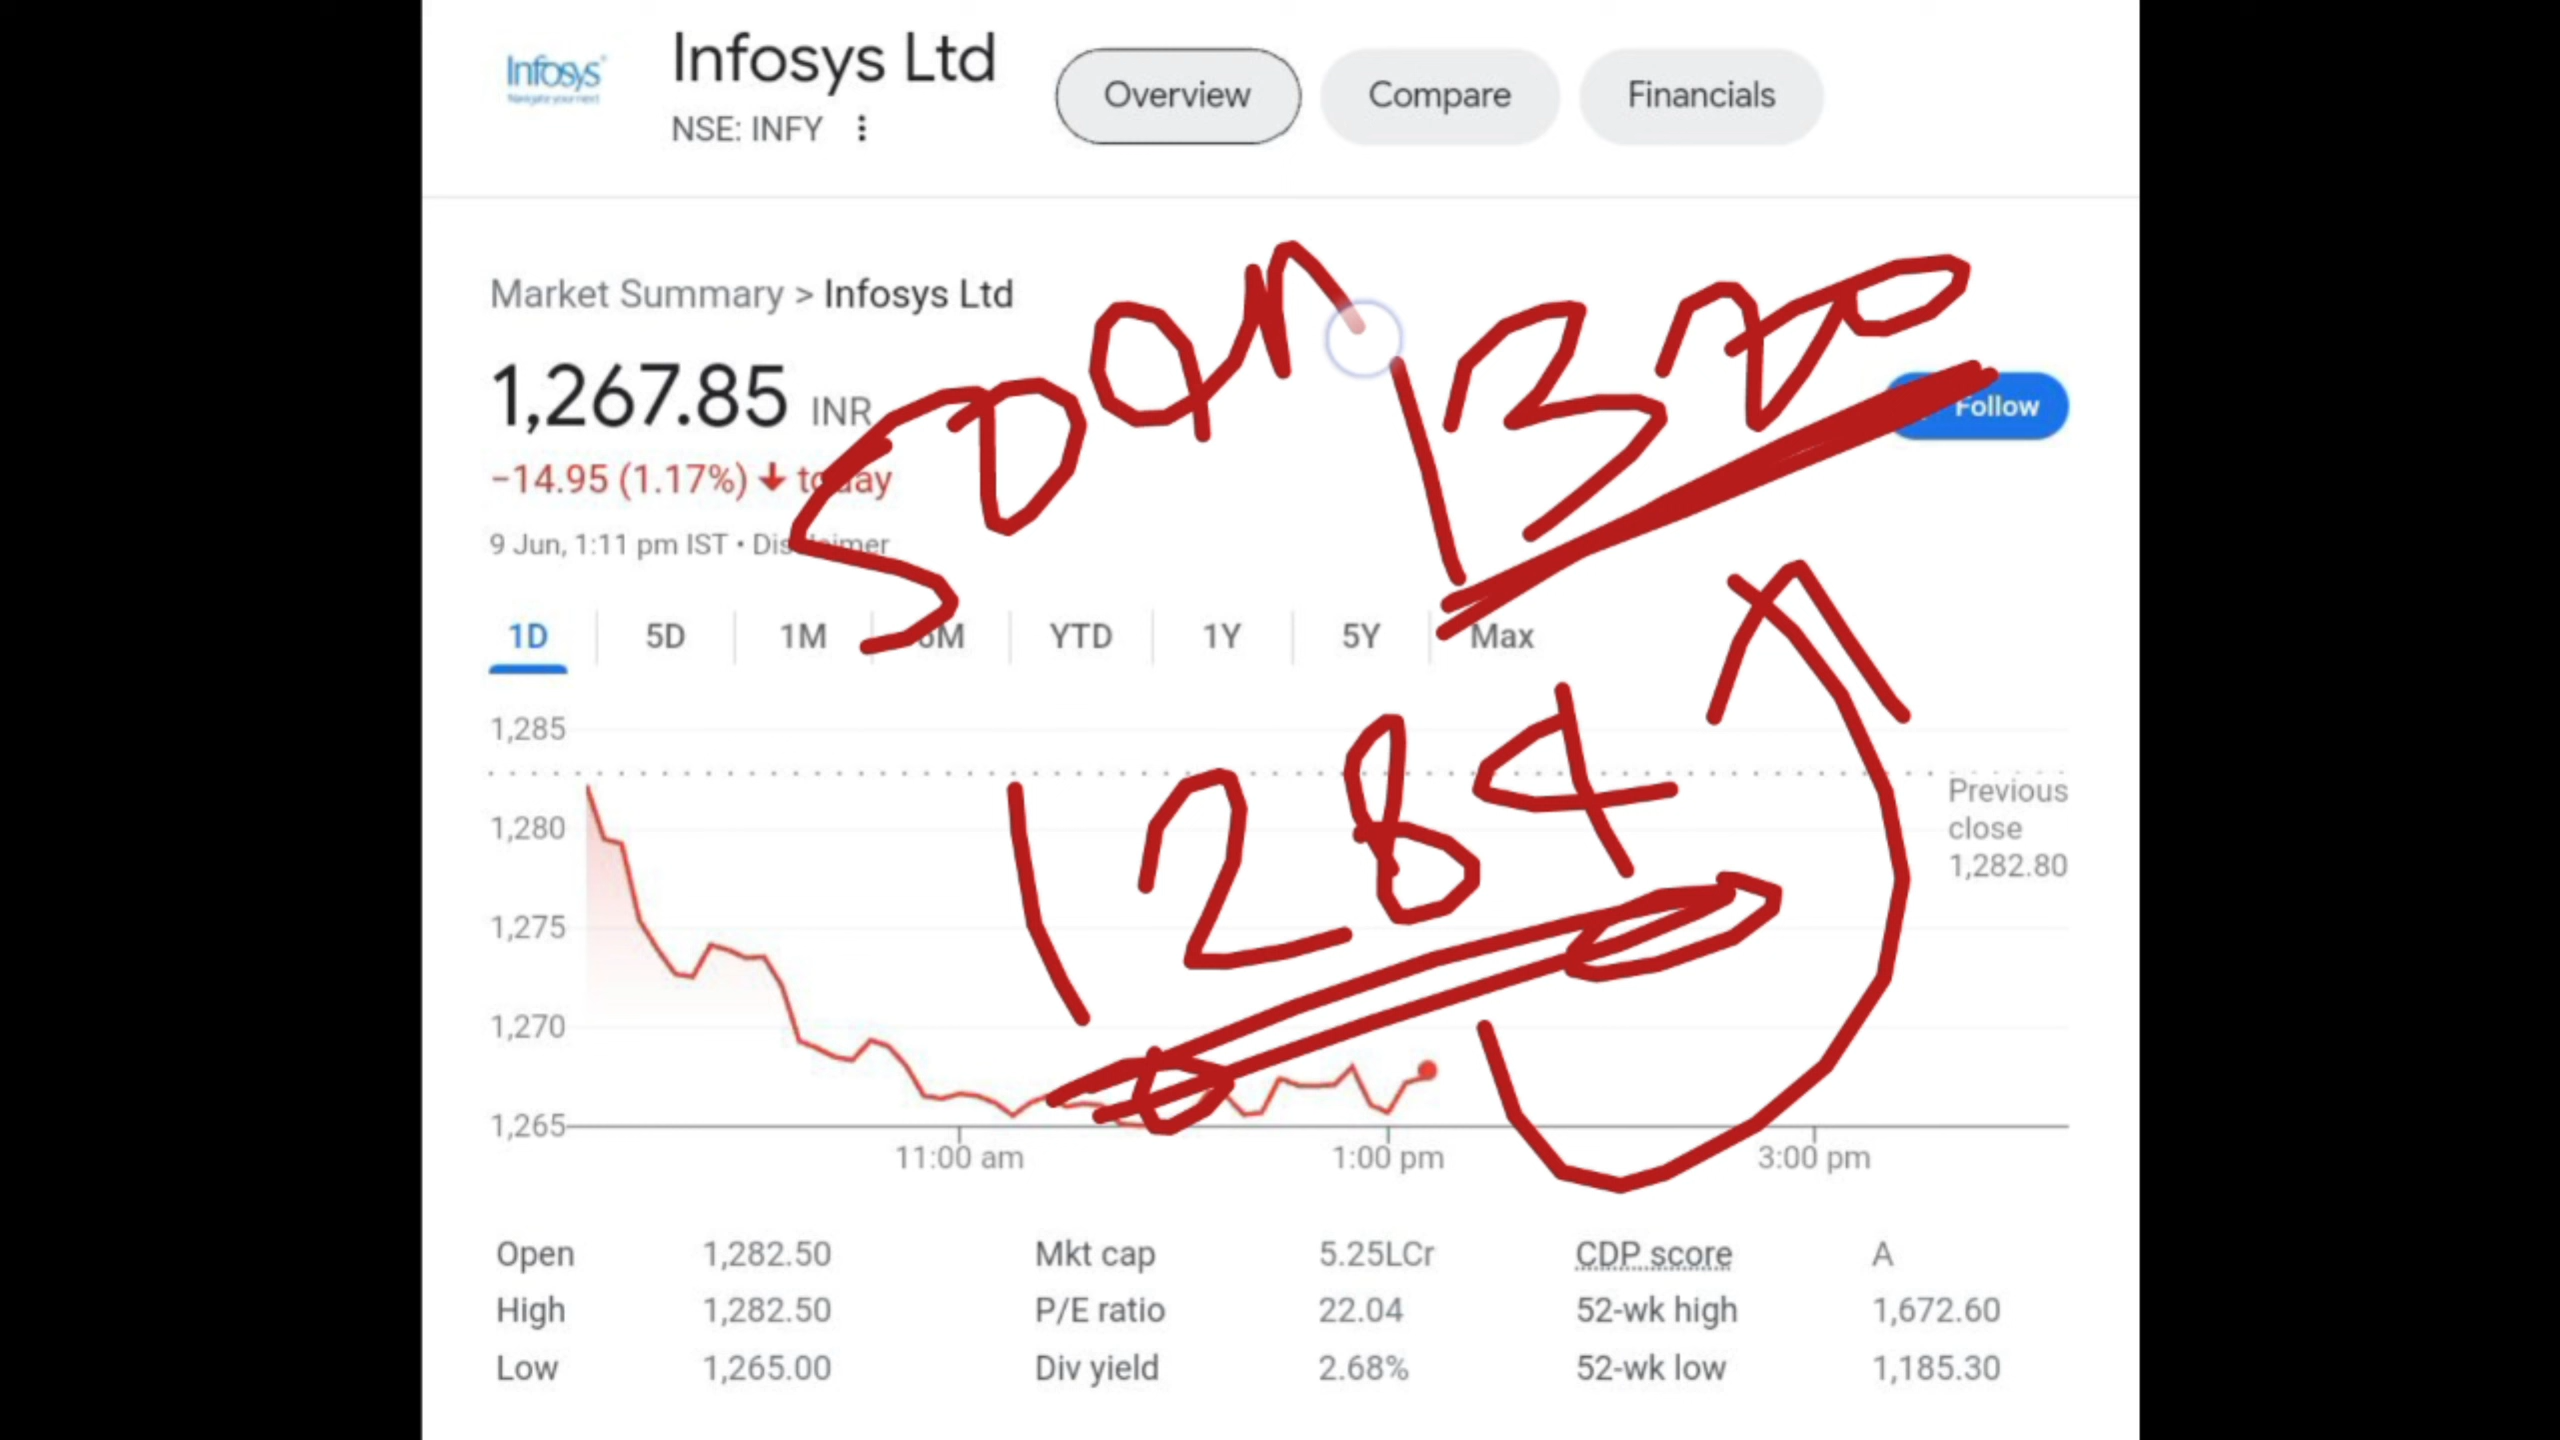 Infosys
Navigate your next
Infosys Ltd
NSE: INFY
Overview
Compare
Financials
Market Summary > Infosys Ltd
1,267.85 INR
−14.95 (1.17%) today
9 Jun, 1:11 pm IST • Disclaimer
Follow
1D 5D 1M 6M YTD 1Y 5Y Max
1284
1,285
1,280
1,275
1,270
1,265
Previous
close
1,282.80
11:00 am 1:00 pm 3:00 pm
Open 1,282.50 Mkt cap 5.25LCr CDP score A
High 1,282.50 P/E ratio 22.04 52-wk high 1,672.60
Low 1,265.00 Div yield 2.68% 52-wk low 1,185.30